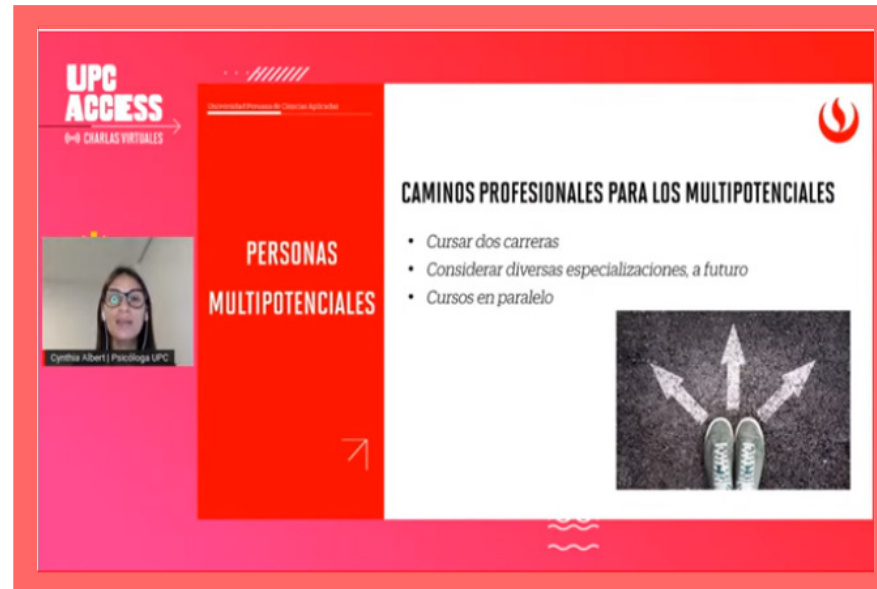 UPC
ACCESS
CHARLAS VIRTUALES
Universidad Peruana de Ciencias Aplicadas
PERSONAS
MULTIPOTENCIALES
CAMINOS PROFESIONALES PARA LOS MULTIPOTENCIALES
• Cursar dos carreras
• Considerar diversas especializaciones, a futuro
• Cursos en paralelo
Cynthia Albert | Psicóloga UPC